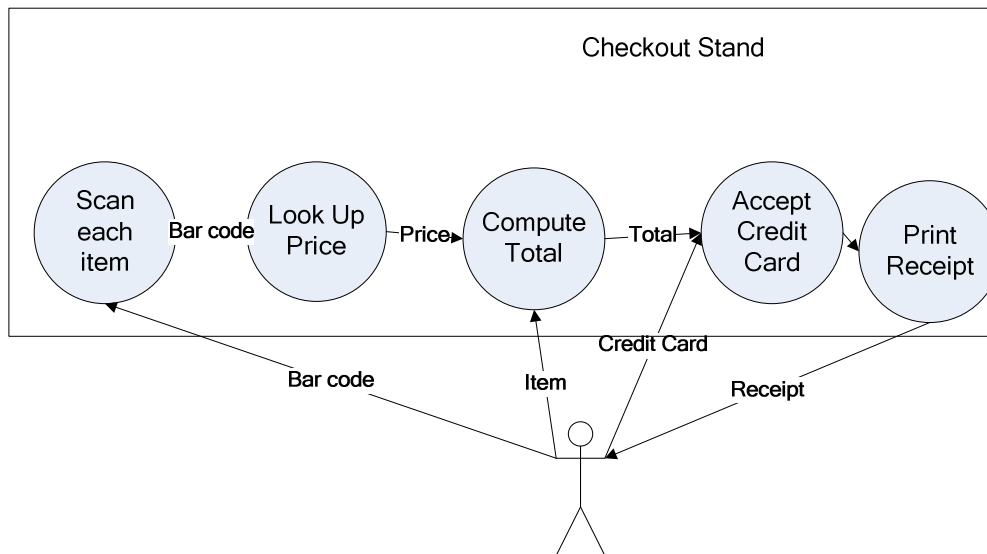 Checkout Stand
Scan
each
item
Bar code
Look Up
Price
Price
Compute
Total
Total
Accept
Credit
Card
Print
Receipt
Bar code
Item
Credit Card
Receipt